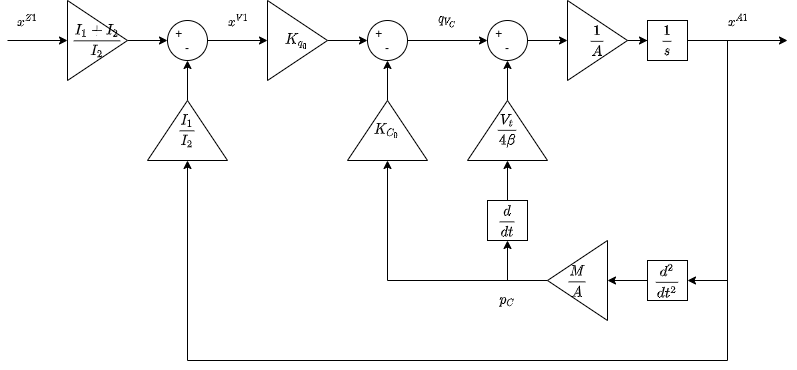 x^{Z1}
\frac{I_1 + I_2}{I_2}
+
-
x^{V1}
K_{q_0}
+
-
q_{V_C}
+
-
\frac{1}{A}
\frac{1}{s}
x^{A1}
\frac{I_1}{I_2}
K_{C_0}
\frac{V_t}{4\beta}
\frac{d}{dt}
\frac{M}{A}
\frac{d^2}{dt^2}
p_C